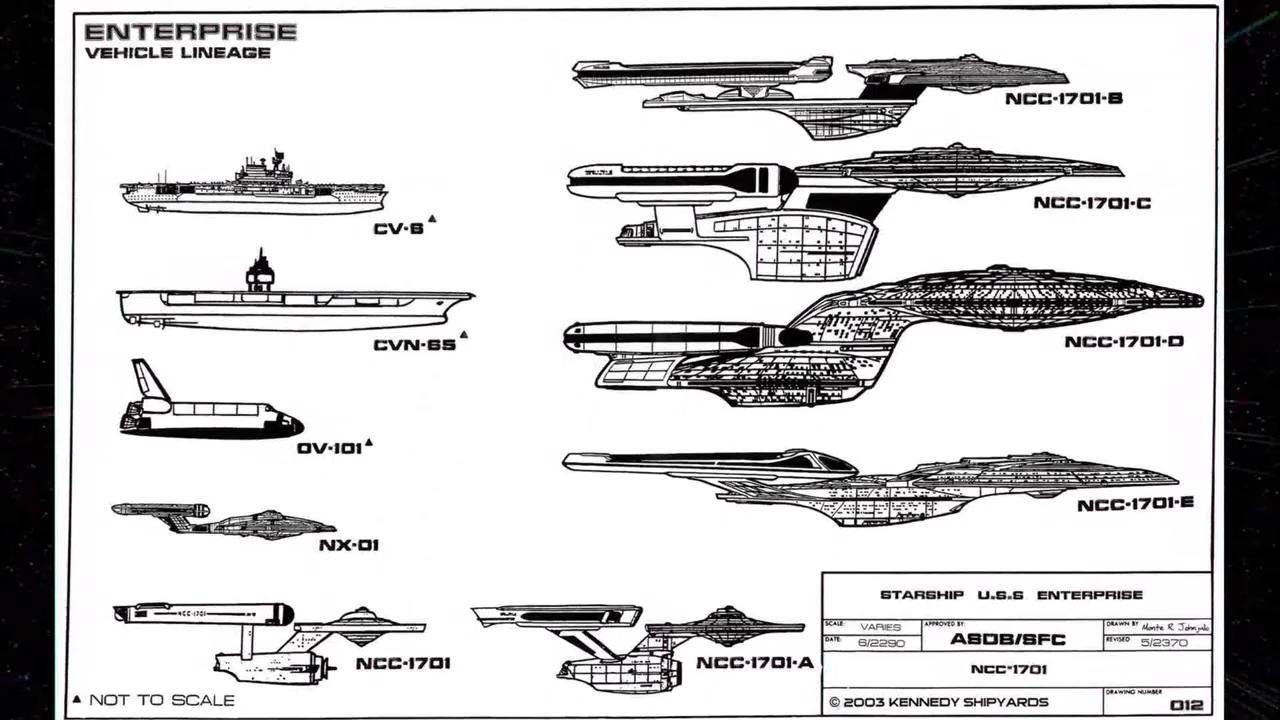 ENTERPRISE
VEHICLE LINEAGE
CV-6▲
CVN-65▲
OV-101▲
NX-01
NCC-1701
NCC-1701
NCC-1701-A
NCC-1701-B
NCC-1701-C
NCC-1701-D
NCC-1701-E
▲ NOT TO SCALE
STARSHIP U.S.S ENTERPRISE
SCALE: VARIES
DATE: 6/2290
APPROVED BY:
ASDB/SFC
DRAWN BY
REVISED 5/2370
NCC-1701
© 2003 KENNEDY SHIPYARDS
DRAWING NUMBER
012